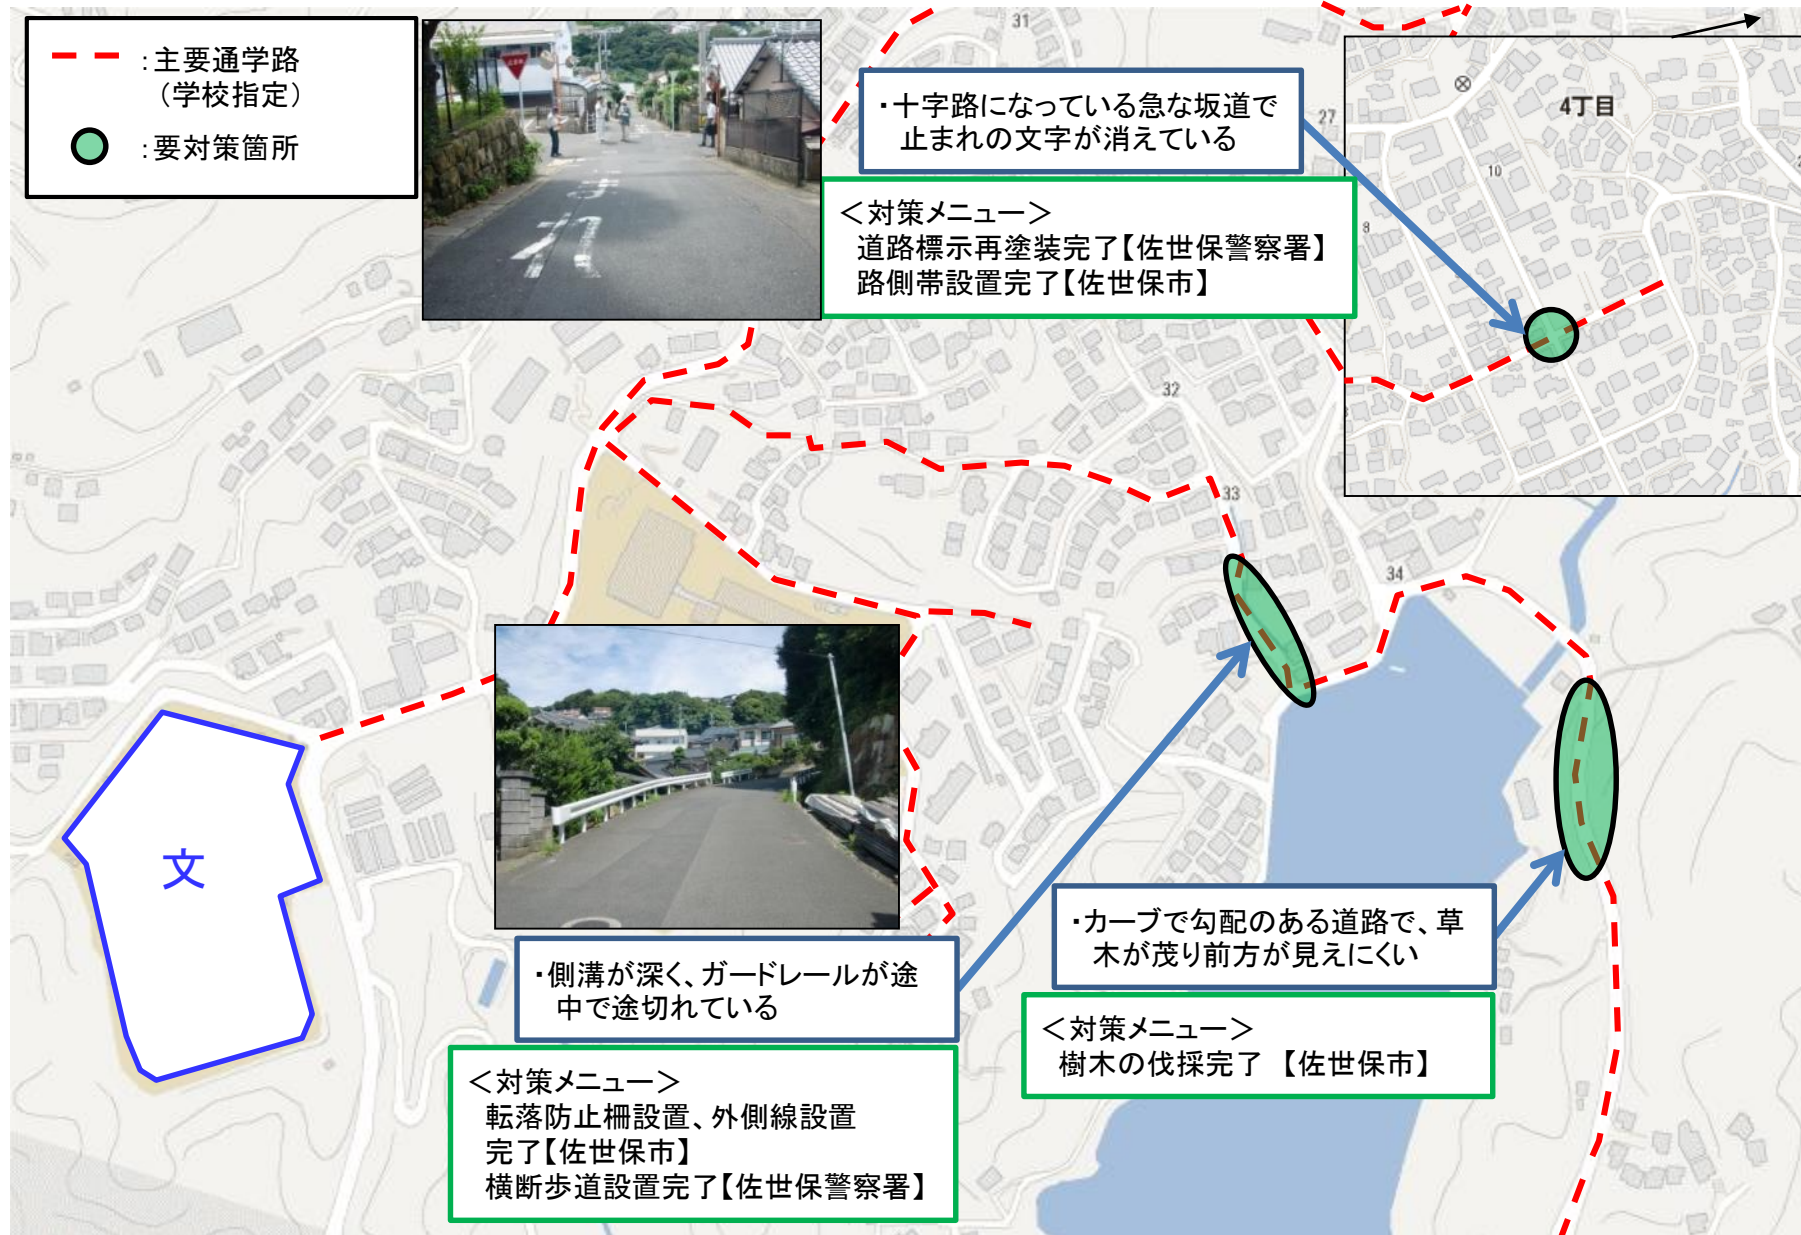 ：主要通学路
（学校指定）
：要対策箇所
・十字路になっている急な坂道で
止まれの文字が消えている
＜対策メニュー＞
道路標示再塗装完了【佐世保警察署】
路側帯設置完了【佐世保市】
31
27
4丁目
10
8
32
33
34
文
・側溝が深く、ガードレールが途
中で途切れている
＜対策メニュー＞
転落防止柵設置、外側線設置
完了【佐世保市】
横断歩道設置完了【佐世保警察署】
・カーブで勾配のある道路で、草
木が茂り前方が見えにくい
＜対策メニュー＞
樹木の伐採完了　【佐世保市】